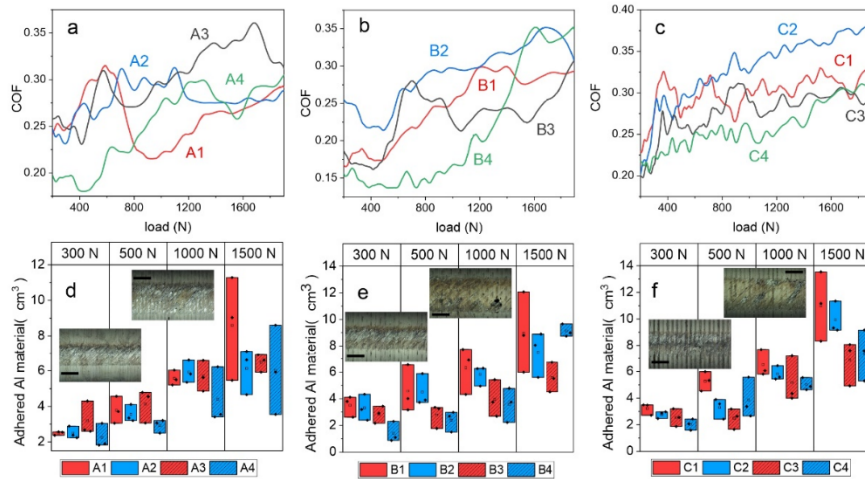 a
A3
A2
A4
A1
COF
0.35
0.30
0.25
0.20
400 800 1200 1600
load (N)
b
B2
B1
B3
B4
COF
0.35
0.30
0.25
0.20
0.15
400 800 1200 1600
load (N)
c
C2
C1
C3
C4
COF
0.40
0.35
0.30
0.25
0.20
400 800 1200 1600
load (N)
300 N 500 N 1000 N 1500 N
d
Adhered Al material( cm³)
12
10
8
6
4
2
A1 A2 A3 A4
300 N 500 N 1000 N 1500 N
e
Adhered Al material( cm³)
14
12
10
8
6
4
2
0
B1 B2 B3 B4
300 N 500 N 1000 N 1500 N
f
Adhered Al material( cm³)
14
12
10
8
6
4
2
0
C1 C2 C3 C4